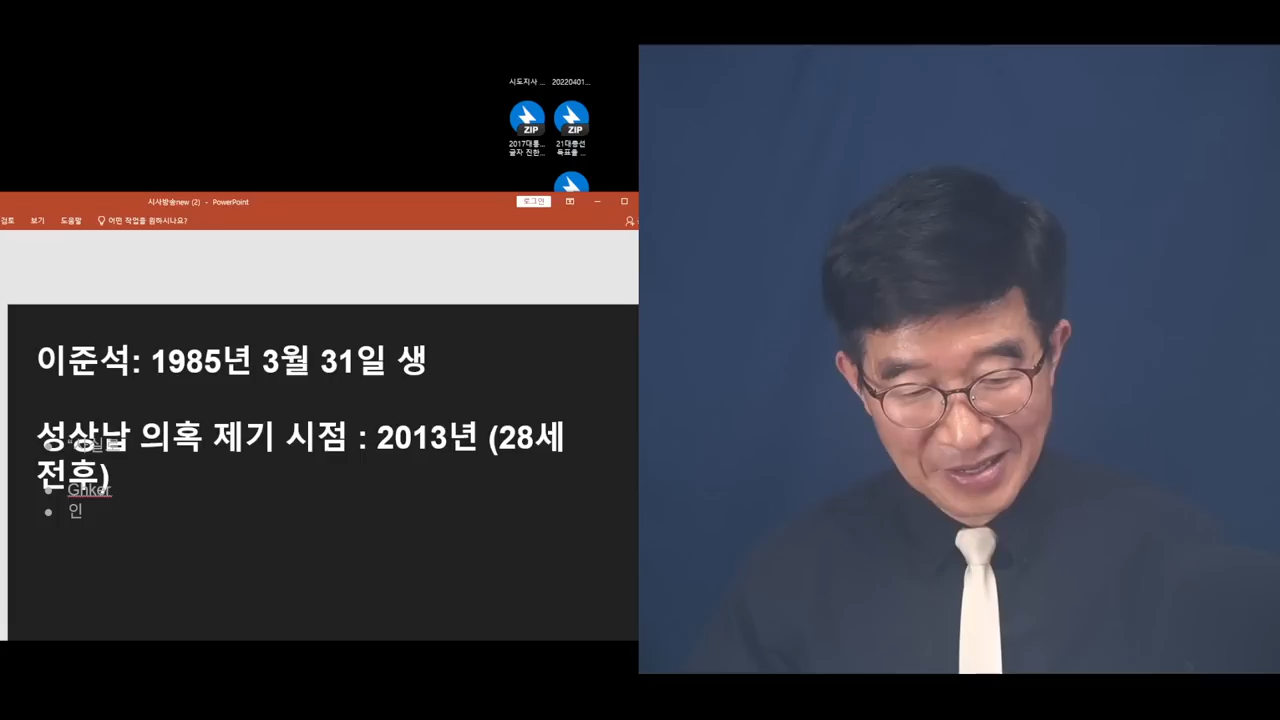 시도지사 ... 20220401...
ZIP ZIP
2017대통... 21대총선
글자 진한... 득표율 ...
시사방송new (2) - PowerPoint
로그인
검토 보기 도움말 어떤 작업을 원하시나요?
이준석: 1985년 3월 31일 생
성상납 의혹 제기 시점 : 2013년 (28세
전후)
Gnker
인